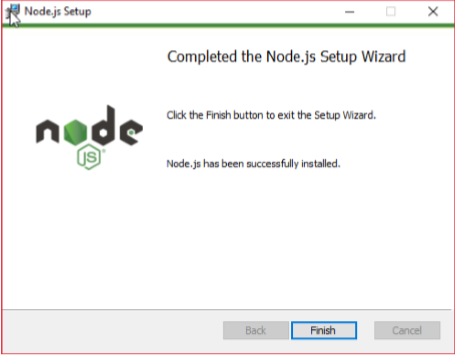 Node.js Setup
Completed the Node.js Setup Wizard
Click the Finish button to exit the Setup Wizard.
node
JS
Node.js has been successfully installed.
Back Finish Cancel